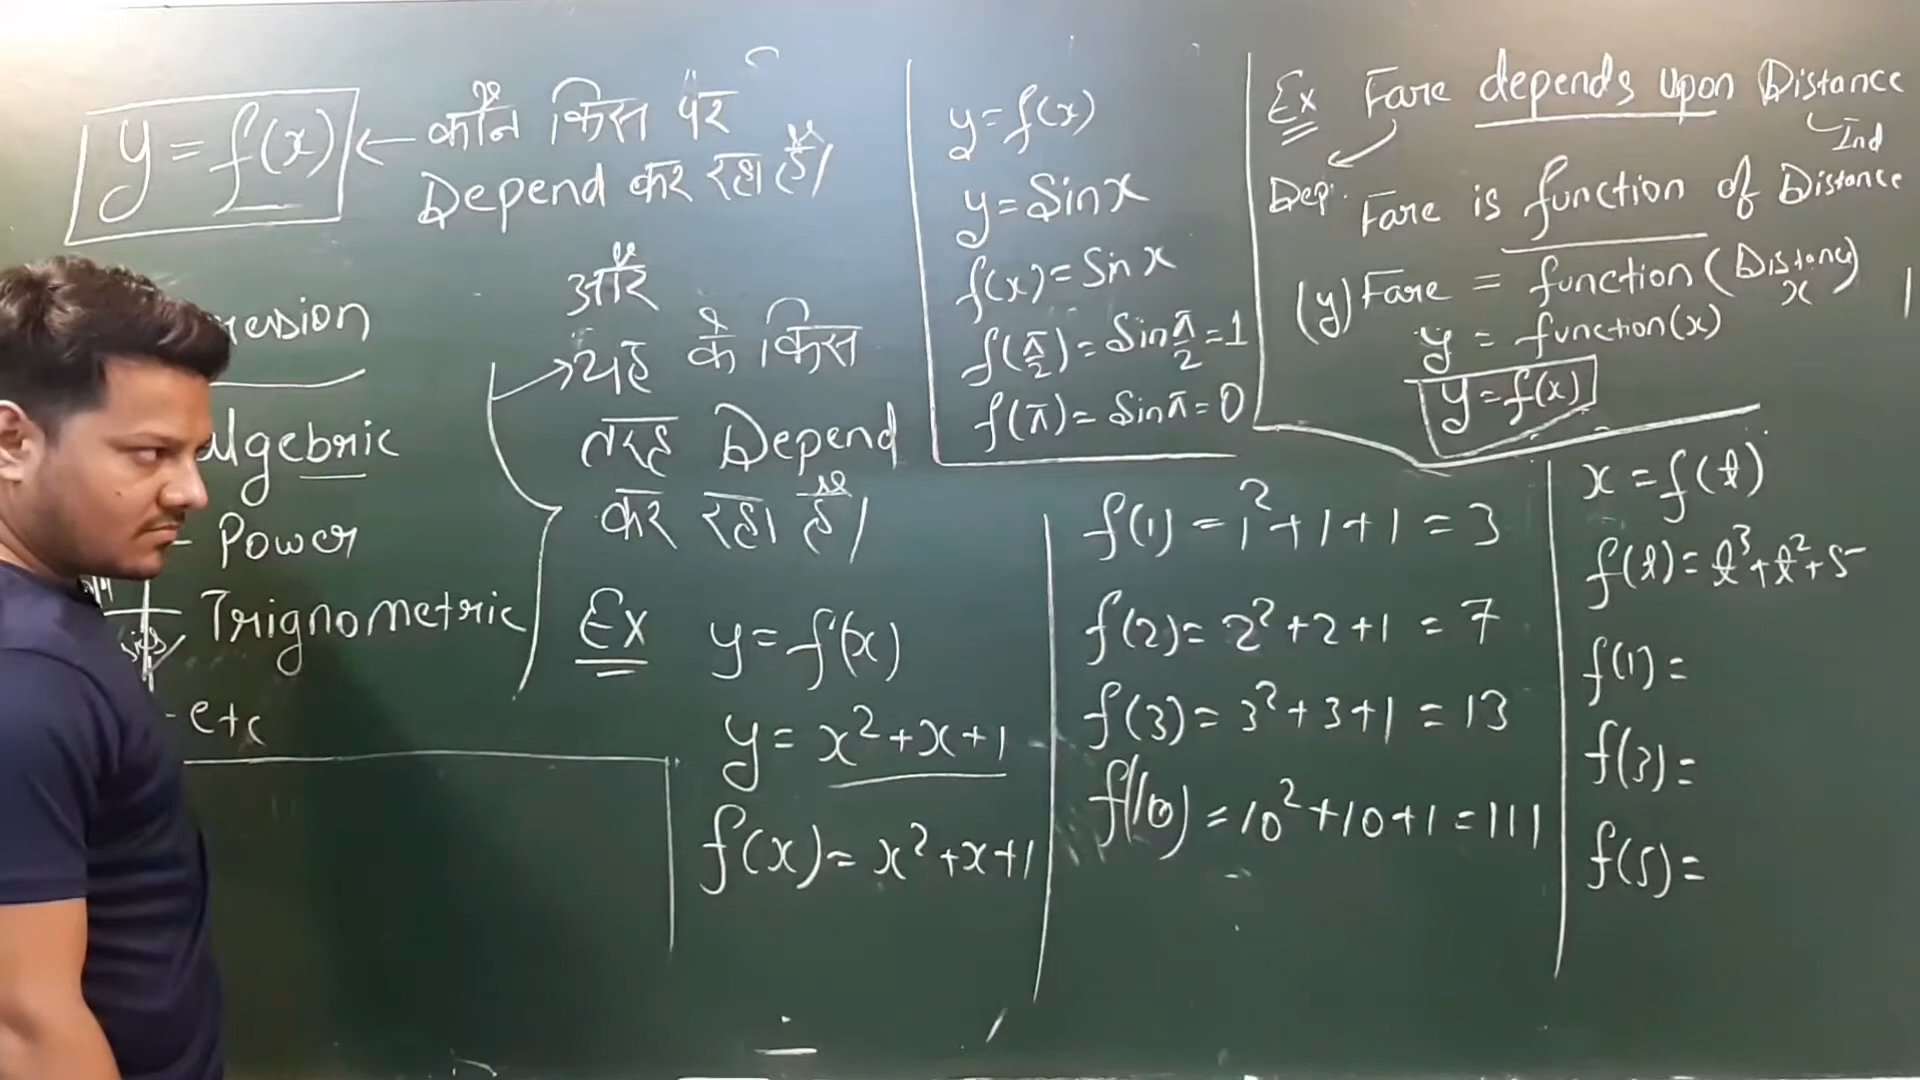 y = f(x) ← कौन किस पर
Depend कर रहा है।
और
→ यह के किस
तरह Depend
कर रहा है।
ression
algebric
- Power
Trignometric
- etc
Ex y = f(x)
y = x² + x + 1
f(x) = x² + x + 1
y = f(x)
y = Sin x
f(x) = Sin x
f(π/2) = Sin π/2 = 1
f(π) = Sin π = 0
Ex Fare depends upon Distance
Ind
Dep. Fare is function of Distance
(y) Fare = function (Distance)
x
y = function(x)
y = f(x)
f(1) = 1² + 1 + 1 = 3
f(2) = 2² + 2 + 1 = 7
f(3) = 3² + 3 + 1 = 13
f(10) = 10² + 10 + 1 = 111
x = f(t)
f(t) = t³ + t² + 5
f(1) =
f(3) =
f(5) =